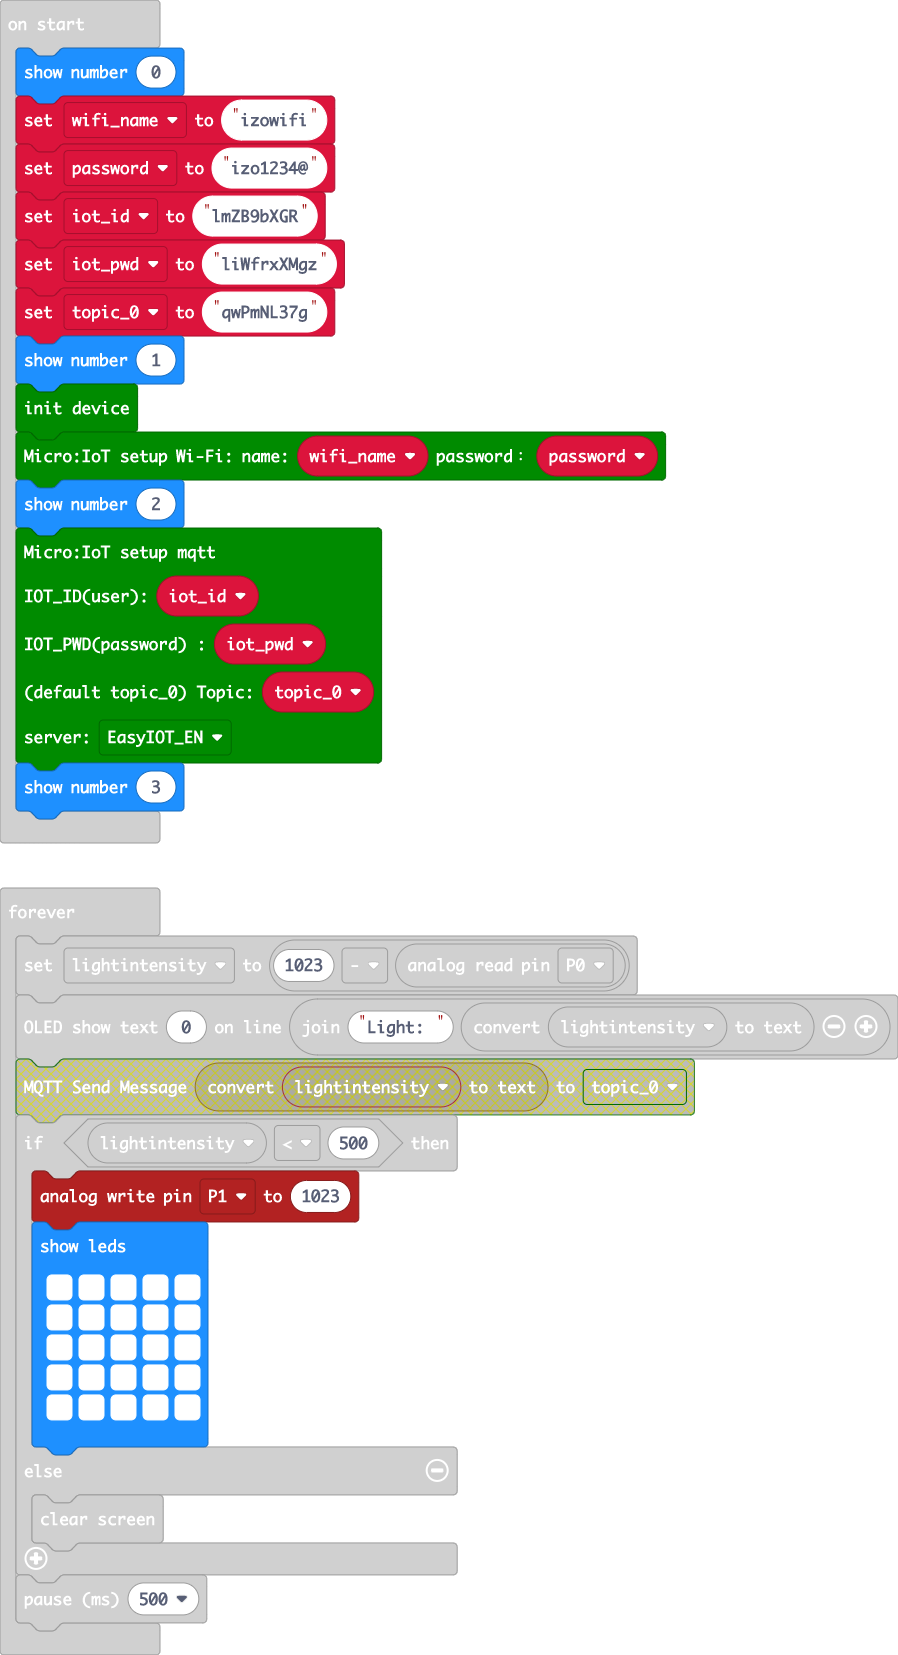 on start
show number 0
set wifi_name to "izowifi"
set password to "izo1234@"
set iot_id to "lmZB9bXGR"
set iot_pwd to "liWfrxXMgz"
set topic_0 to "qwPmNL37g"
show number 1
init device
Micro:IoT setup Wi-Fi: name: wifi_name password： password
show number 2
Micro:IoT setup mqtt
IOT_ID(user): iot_id
IOT_PWD(password) : iot_pwd
(default topic_0) Topic: topic_0
server: EasyIOT_EN
show number 3
forever
set lightintensity to 1023 - analog read pin P0
OLED show text 0 on line join "Light: " convert lightintensity to text
MQTT Send Message convert lightintensity to text to topic_0
if lightintensity < 500 then
analog write pin P1 to 1023
show leds
else
clear screen
pause (ms) 500